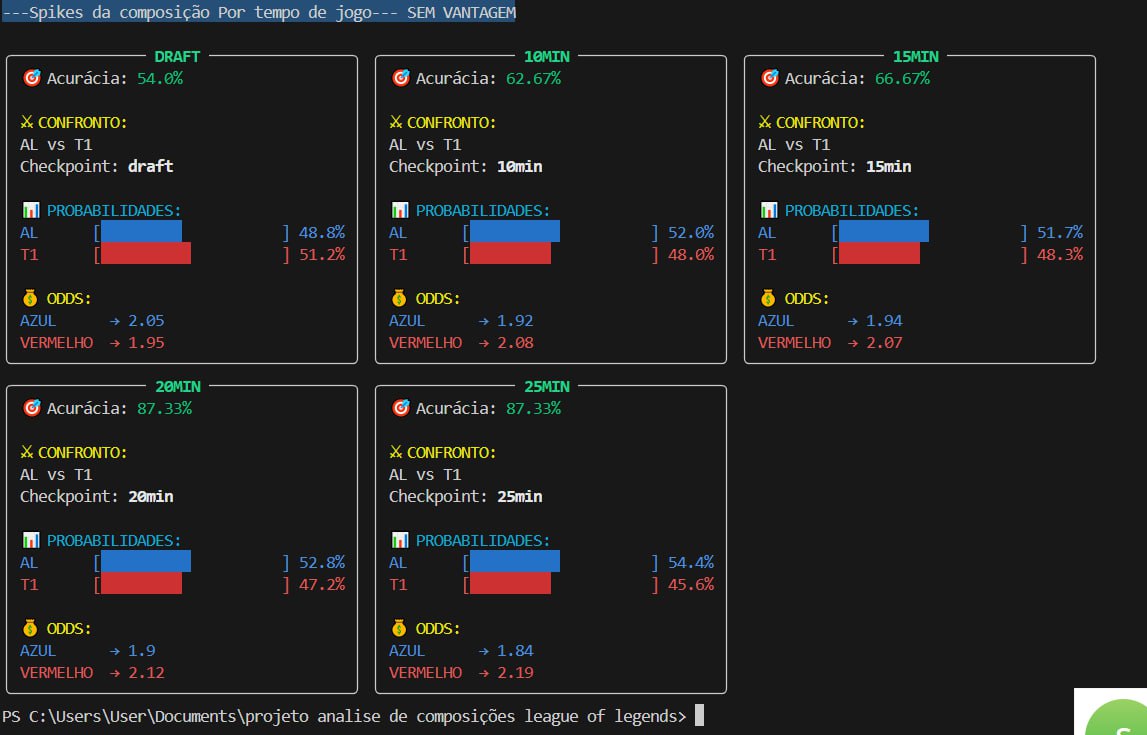 ---Spikes da composição Por tempo de jogo--- SEM VANTAGEM
DRAFT
🎯 Acurácia: 54.0%
⚔ CONFRONTO:
AL vs T1
Checkpoint: draft
📊 PROBABILIDADES:
AL [ ] 48.8%
T1 [ ] 51.2%
💰 ODDS:
AZUL → 2.05
VERMELHO → 1.95
10MIN
🎯 Acurácia: 62.67%
⚔ CONFRONTO:
AL vs T1
Checkpoint: 10min
📊 PROBABILIDADES:
AL [ ] 52.0%
T1 [ ] 48.0%
💰 ODDS:
AZUL → 1.92
VERMELHO → 2.08
15MIN
🎯 Acurácia: 66.67%
⚔ CONFRONTO:
AL vs T1
Checkpoint: 15min
📊 PROBABILIDADES:
AL [ ] 51.7%
T1 [ ] 48.3%
💰 ODDS:
AZUL → 1.94
VERMELHO → 2.07
20MIN
🎯 Acurácia: 87.33%
⚔ CONFRONTO:
AL vs T1
Checkpoint: 20min
📊 PROBABILIDADES:
AL [ ] 52.8%
T1 [ ] 47.2%
💰 ODDS:
AZUL → 1.9
VERMELHO → 2.12
25MIN
🎯 Acurácia: 87.33%
⚔ CONFRONTO:
AL vs T1
Checkpoint: 25min
📊 PROBABILIDADES:
AL [ ] 54.4%
T1 [ ] 45.6%
💰 ODDS:
AZUL → 1.84
VERMELHO → 2.19
PS C:\Users\User\Documents\projeto analise de composições league of legends>